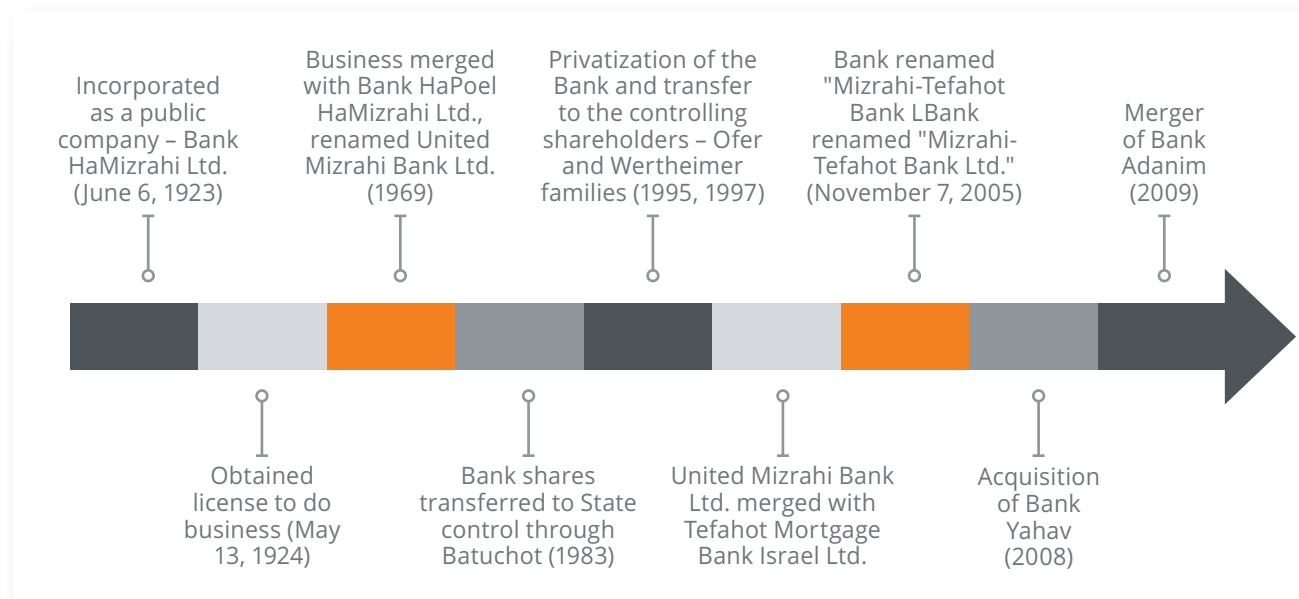 Incorporated
as a public
company – Bank
HaMizrahi Ltd.
(June 6, 1923)
Obtained
license to do
business (May
13, 1924)
Business merged
with Bank HaPoel
HaMizrahi Ltd.,
renamed United
Mizrahi Bank Ltd.
(1969)
Bank shares
transferred to State
control through
Batuchot (1983)
Privatization of the
Bank and transfer
to the controlling
shareholders – Ofer
and Wertheimer
families (1995, 1997)
United Mizrahi Bank
Ltd. merged with
Tefahot Mortgage
Bank Israel Ltd.
Bank renamed
"Mizrahi-Tefahot
Bank LBank
renamed "Mizrahi-
Tefahot Bank Ltd."
(November 7, 2005)
Acquisition
of Bank
Yahav
(2008)
Merger
of Bank
Adanim
(2009)